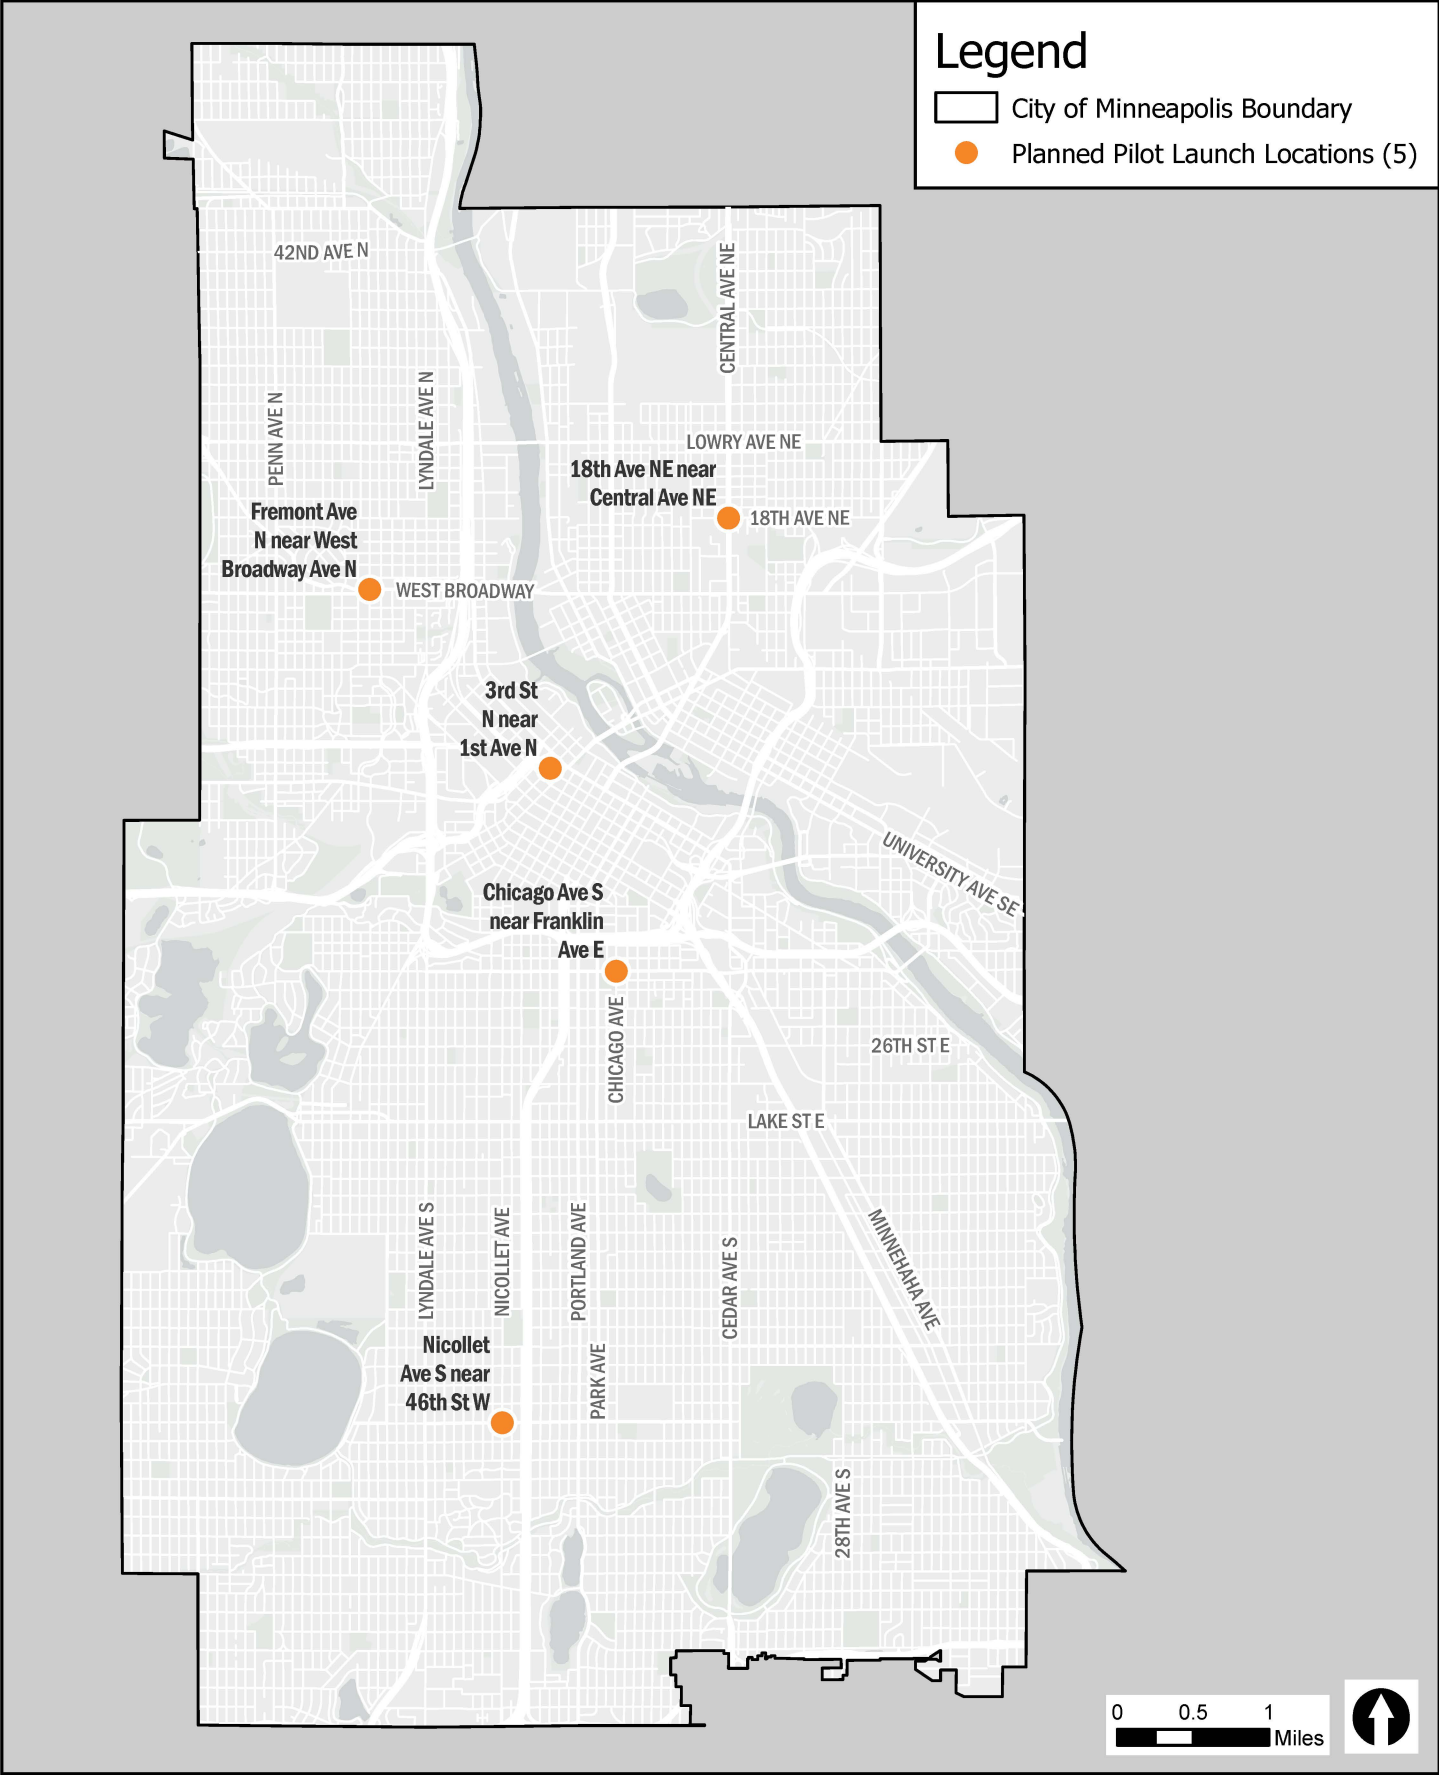 Legend
City of Minneapolis Boundary
Planned Pilot Launch Locations (5)
42ND AVE N
CENTRAL AVE NE
PENN AVE N
LYNDALE AVE N
LOWRY AVE NE
18th Ave NE near
Central Ave NE
18TH AVE NE
Fremont Ave
N near West
Broadway Ave N
WEST BROADWAY
3rd St
N near
1st Ave N
UNIVERSITY AVE SE
Chicago Ave S
near Franklin
Ave E
CHICAGO AVE
26TH ST E
LAKE ST E
LYNDALE AVE S
NICOLLET AVE
PORTLAND AVE
CEDAR AVE S
MINNEHAHA AVE
Nicollet
Ave S near
46th St W
PARK AVE
28TH AVE S
0 0.5 1
Miles